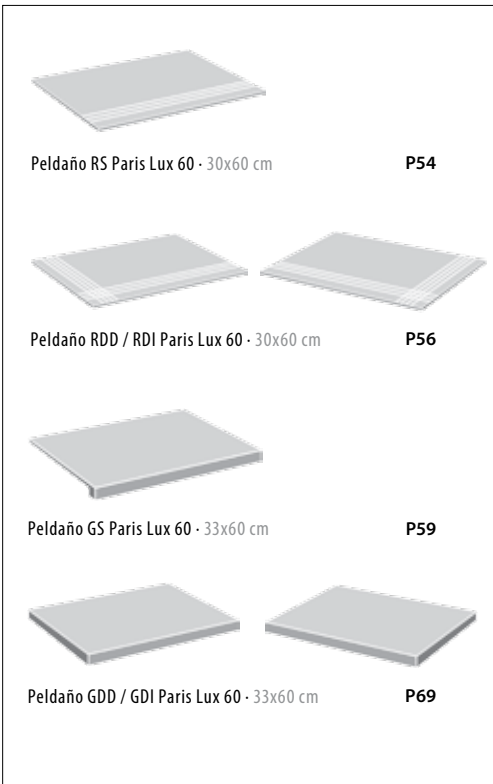 Peldaño RS Paris Lux 60 · 30x60 cm P54
Peldaño RDD / RDI Paris Lux 60 · 30x60 cm P56
Peldaño GS Paris Lux 60 · 33x60 cm P59
Peldaño GDD / GDI Paris Lux 60 · 33x60 cm P69